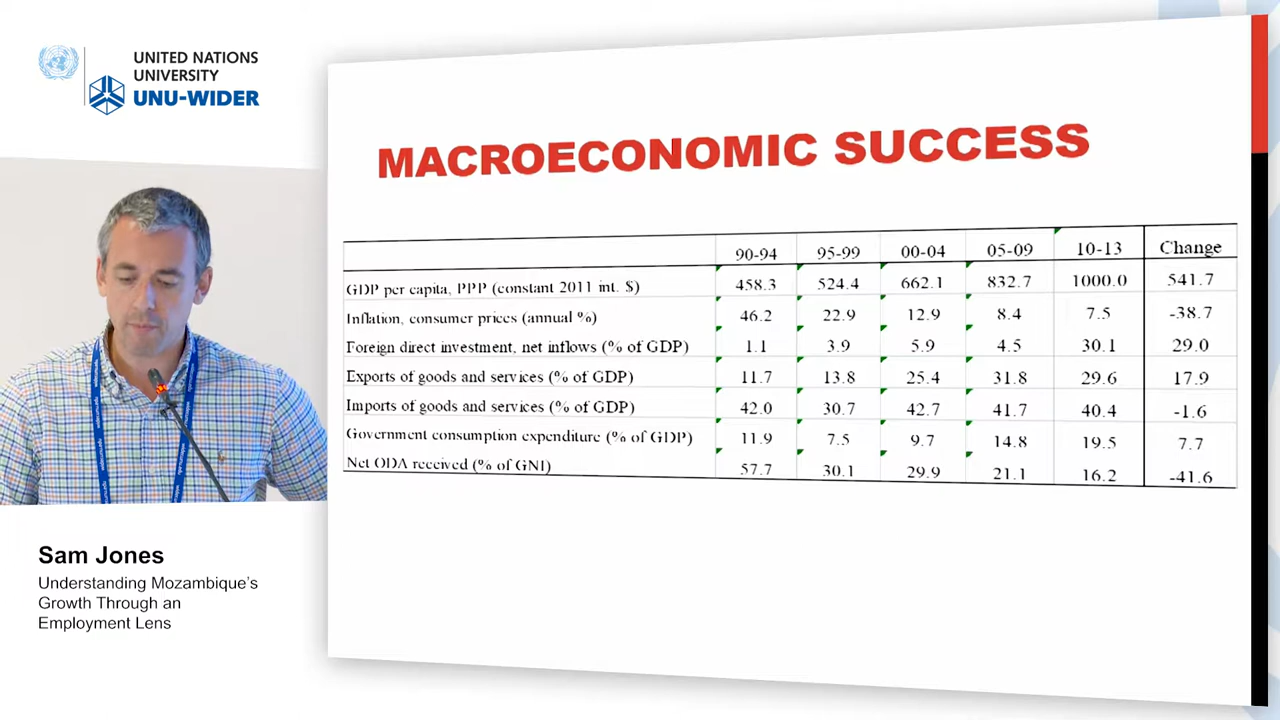 UNITED NATIONS
UNIVERSITY
UNU-WIDER
MACROECONOMIC SUCCESS
90-94 95-99 00-04 05-09 10-13 Change
GDP per capita, PPP (constant 2011 int. $) 458.3 524.4 662.1 832.7 1000.0 541.7
Inflation, consumer prices (annual %) 46.2 22.9 12.9 8.4 7.5 -38.7
Foreign direct investment, net inflows (% of GDP) 1.1 3.9 5.9 4.5 30.1 29.0
Exports of goods and services (% of GDP) 11.7 13.8 25.4 31.8 29.6 17.9
Imports of goods and services (% of GDP) 42.0 30.7 42.7 41.7 40.4 -1.6
Government consumption expenditure (% of GDP) 11.9 7.5 9.7 14.8 19.5 7.7
Net ODA received (% of GNI) 57.7 30.1 29.9 21.1 16.2 -41.6
Sam Jones
Understanding Mozambique’s
Growth Through an
Employment Lens